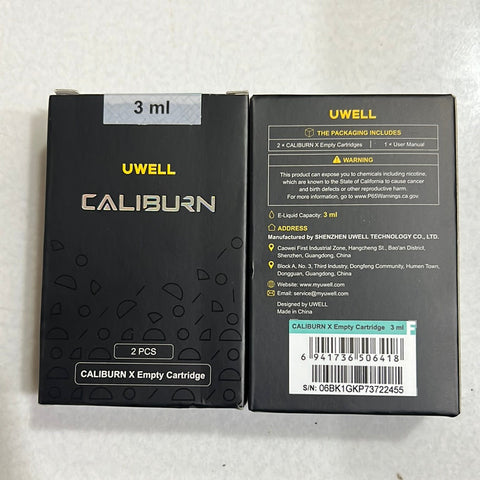 3 ml
UWELL
CALIBURN
2 PCS
CALIBURN X Empty Cartridge
UWELL
THE PACKAGING INCLUDES
2 × CALIBURN X Empty Cartridges
1 × User Manual
WARNING
This product can expose you to chemicals including nicotine,
which are known to the State of California to cause cancer
and birth defects or other reproductive harm.
For more information, go to www.P65Warnings.ca.gov.
E-Liquid Capacity: 3 ml
ADDRESS
Manufactured by SHENZHEN UWELL TECHNOLOGY CO., LTD.
Caowei First Industrial Zone, Hangcheng St., Bao'an District,
Shenzhen, Guangdong, China
Block A, No. 3, Third Industry, Dongfeng Community, Humen Town,
Dongguan, Guangdong, China
Website: www.myuwell.com
Email: service@myuwell.com
Designed by UWELL
Made in China
CALIBURN X Empty Cartridge 3 ml
6 941736 506418
S/N: 06BK1GKP73722455